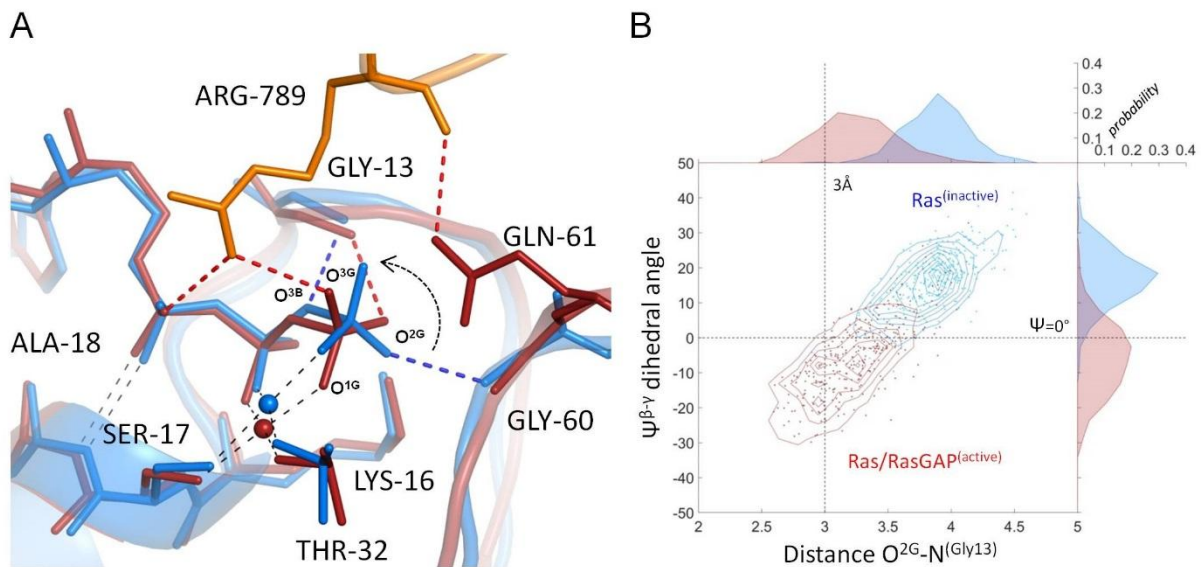 A
ARG-789
GLY-13
GLN-61
O3G
O3B
O2G
ALA-18
O1G
GLY-60
SER-17
LYS-16
THR-32
B
0.4
0.3
0.2
0.1
probability
0.1 0.2 0.3 0.4
50
40
30
20
10
0
-10
-20
-30
-40
-50
3Å
Ras(inactive)
Ψ=0°
Ras/RasGAP(active)
Ψβ-γ dihedral angle
2 2.5 3 3.5 4 4.5 5
Distance O2G-N(Gly13)